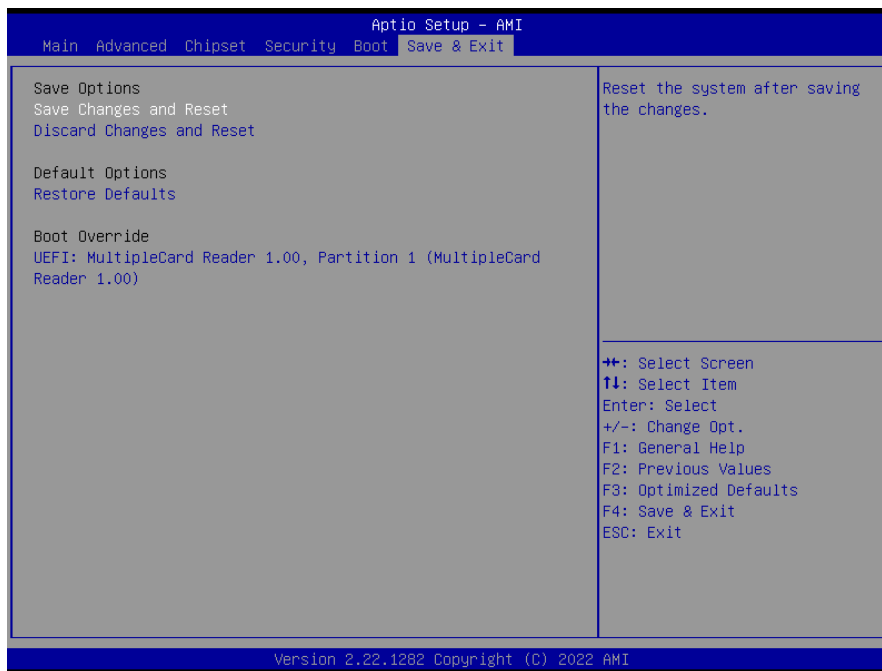 Aptio Setup – AMI
Main Advanced Chipset Security Boot Save & Exit
Save Options
Save Changes and Reset
Discard Changes and Reset
Default Options
Restore Defaults
Boot Override
UEFI: MultipleCard Reader 1.00, Partition 1 (MultipleCard
Reader 1.00)
Reset the system after saving
the changes.
→←: Select Screen
↑↓: Select Item
Enter: Select
+/-: Change Opt.
F1: General Help
F2: Previous Values
F3: Optimized Defaults
F4: Save & Exit
ESC: Exit
Version 2.22.1282 Copyright (C) 2022 AMI